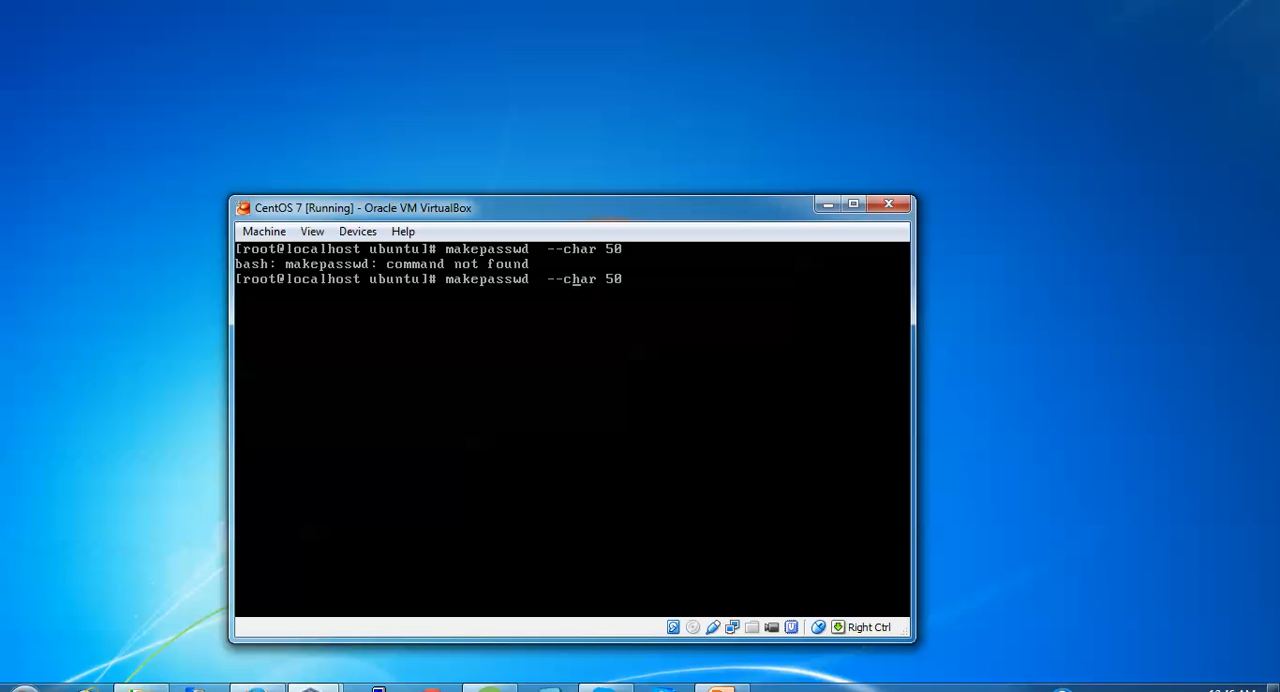 CentOS 7 [Running] - Oracle VM VirtualBox
Machine View Devices Help
[root@localhost ubuntu]# makepasswd  --char 50
bash: makepasswd: command not found
[root@localhost ubuntu]# makepasswd  --char 50
Right Ctrl